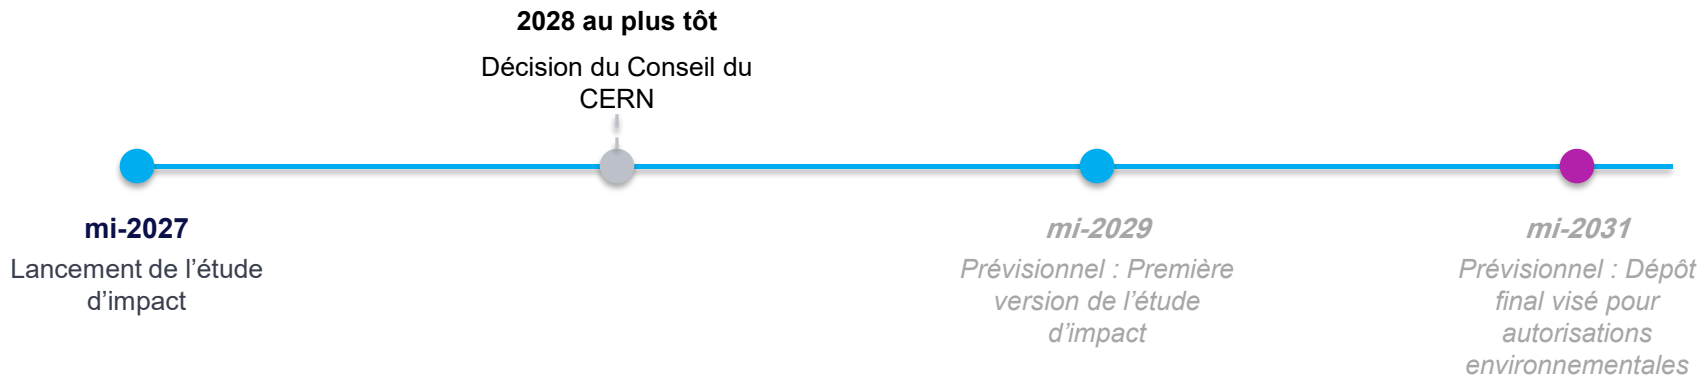 2028 au plus tôt
Décision du Conseil du
CERN
mi-2027
Lancement de l’étude
d’impact
mi-2029
Prévisionnel : Première
version de l’étude
d’impact
mi-2031
Prévisionnel : Dépôt
final visé pour
autorisations
environnementales